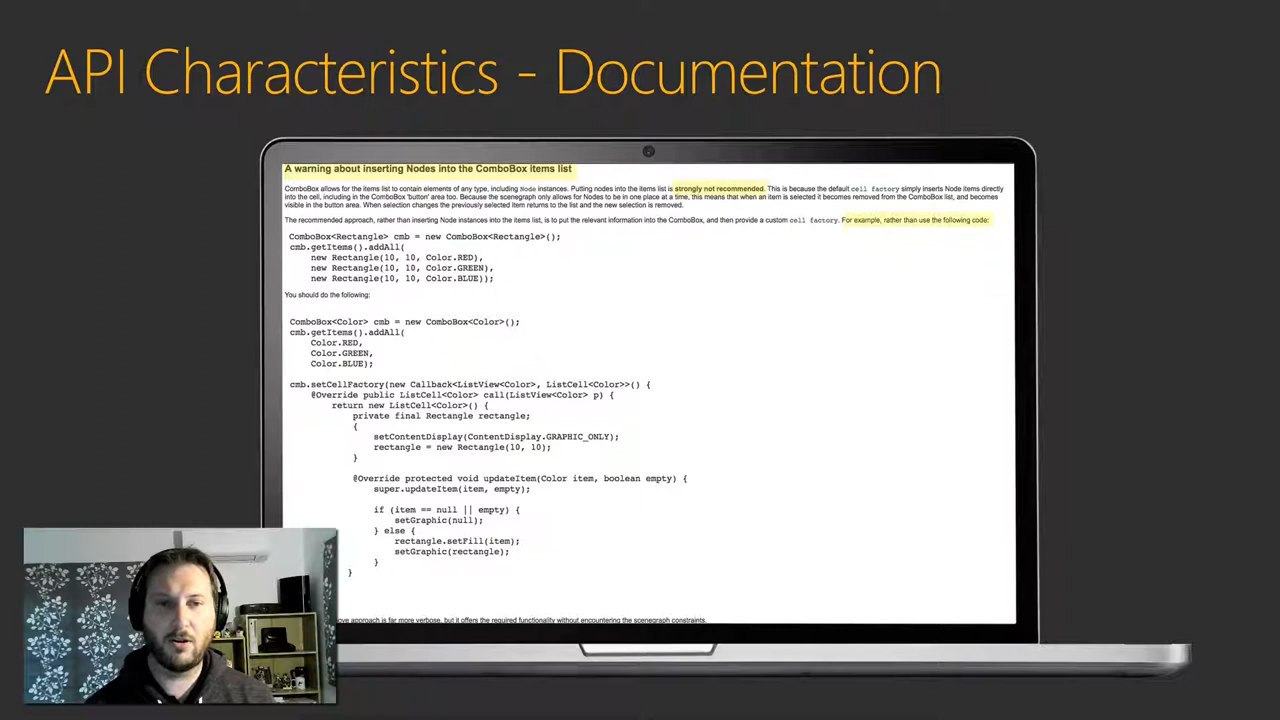 API Characteristics - Documentation
A warning about inserting Nodes into the ComboBox items list
ComboBox allows for the items list to contain elements of any type, including Node instances. Putting nodes into the items list is strongly not recommended. This is because the default cell factory simply inserts Node items directly
into the cell, including in the ComboBox 'button' area too. Because the scenegraph only allows for Nodes to be in one place at a time, this means that when an item is selected it becomes removed from the ComboBox list, and becomes
visible in the button area. When selection changes the previously selected item returns to the list and the new selection is removed.
The recommended approach, rather than inserting Node instances into the items list, is to put the relevant information into the ComboBox, and then provide a custom cell factory. For example, rather than use the following code:
ComboBox<Rectangle> cmb = new ComboBox<Rectangle>();
cmb.getItems().addAll(
new Rectangle(10, 10, Color.RED),
new Rectangle(10, 10, Color.GREEN),
new Rectangle(10, 10, Color.BLUE));
You should do the following:
ComboBox<Color> cmb = new ComboBox<Color>();
cmb.getItems().addAll(
Color.RED,
Color.GREEN,
Color.BLUE);
cmb.setCellFactory(new Callback<ListView<Color>, ListCell<Color>>() {
@Override public ListCell<Color> call(ListView<Color> p) {
return new ListCell<Color>() {
private final Rectangle rectangle;
{
setContentDisplay(ContentDisplay.GRAPHIC_ONLY);
rectangle = new Rectangle(10, 10);
}
@Override protected void updateItem(Color item, boolean empty) {
super.updateItem(item, empty);
if (item == null || empty) {
setGraphic(null);
} else {
rectangle.setFill(item);
setGraphic(rectangle);
}
}
approach is far more verbose, but it offers the required functionality without encountering the scenegraph constraints.